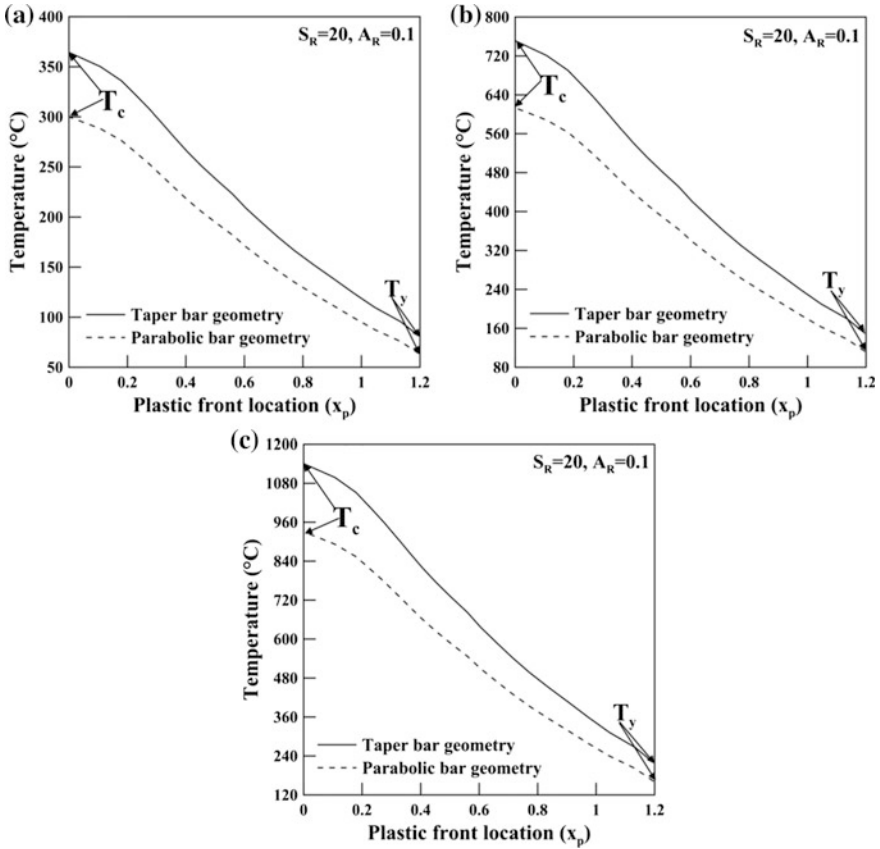 (a)
S_R=20, A_R=0.1
400
350
300
250
200
150
100
50
Temperature (°C)
T_c
T_y
Taper bar geometry
Parabolic bar geometry
0 0.2 0.4 0.6 0.8 1 1.2
Plastic front location (x_p)
(b)
S_R=20, A_R=0.1
800
720
640
560
480
400
320
240
160
80
Temperature (°C)
T_c
T_y
Taper bar geometry
Parabolic bar geometry
0 0.2 0.4 0.6 0.8 1 1.2
Plastic front location (x_p)
(c)
S_R=20, A_R=0.1
1200
1080
960
840
720
600
480
360
240
120
Temperature (°C)
T_c
T_y
Taper bar geometry
Parabolic bar geometry
0 0.2 0.4 0.6 0.8 1 1.2
Plastic front location (x_p)